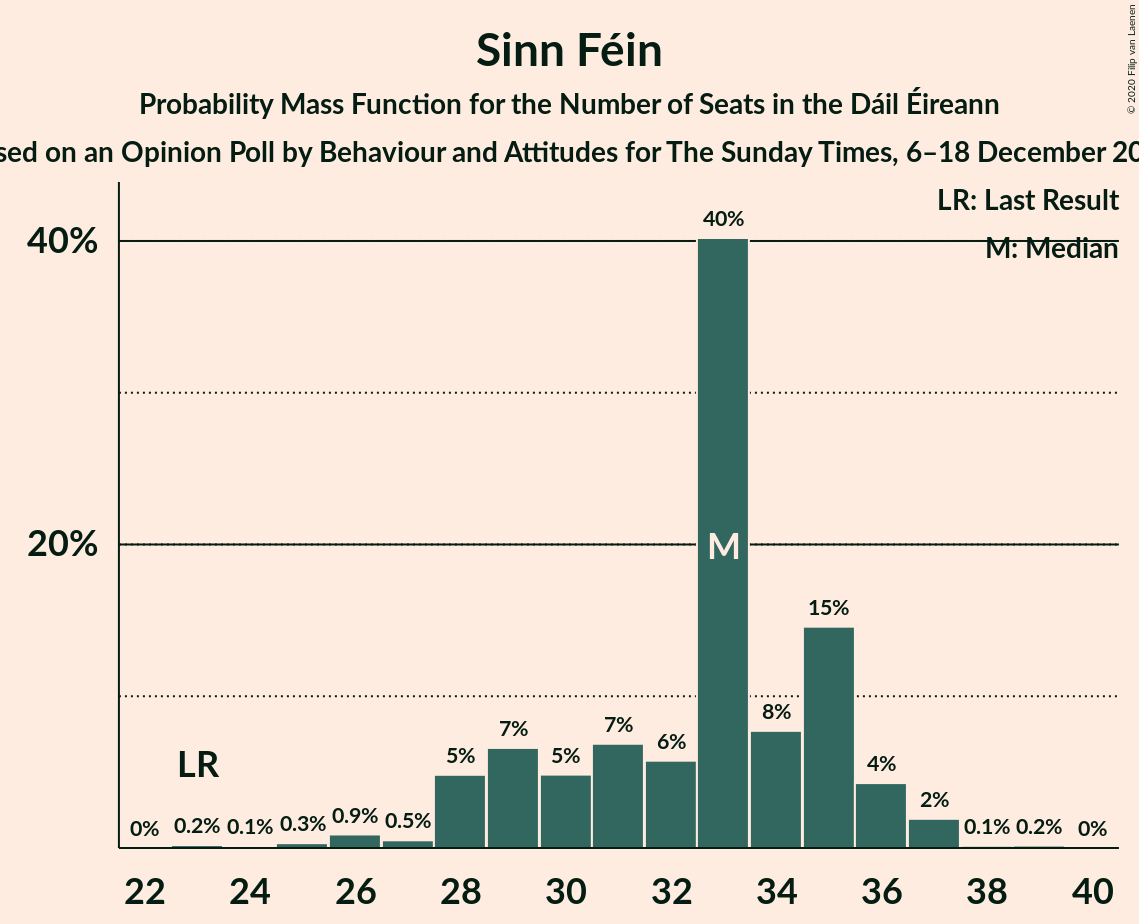 Sinn Féin
Probability Mass Function for the Number of Seats in the Dáil Éireann
sed on an Opinion Poll by Behaviour and Attitudes for The Sunday Times, 6–18 December 20
© 2020 Filip van Laenen
LR: Last Result
M: Median
40%
20%
40%
M
15%
8%
7%
7%
6%
5%
5%
4%
2%
LR
0%
0.2%
0.1%
0.3%
0.9%
0.5%
0.1%
0.2%
0%
22 24 26 28 30 32 34 36 38 40